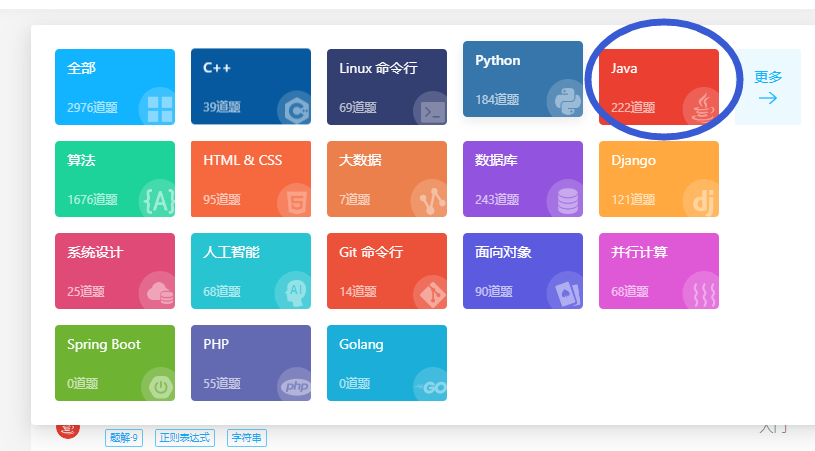 全部
2976道题
C++
39道题
Linux 命令行
69道题
Python
184道题
Java
222道题
更多
算法
1676道题
{A}
HTML & CSS
95道题
5
大数据
7道题
数据库
243道题
Django
121道题
dj
系统设计
25道题
人工智能
68道题
AI
Git 命令行
14道题
面向对象
90道题
并行计算
68道题
Spring Boot
0道题
PHP
55道题
php
Golang
0道题
GO
题解·9
正则表达式
字符串
入门